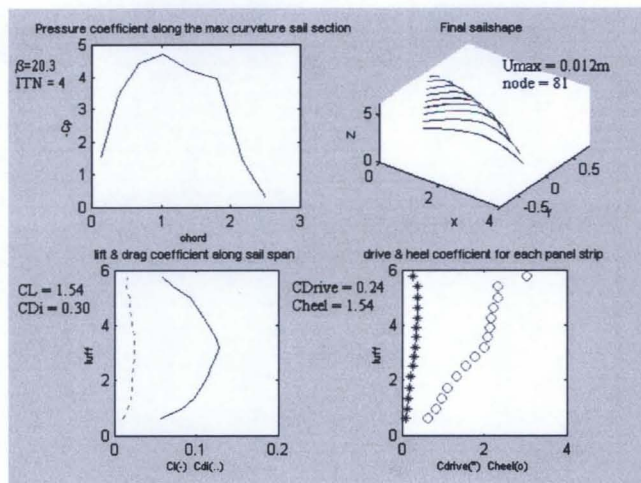 Pressure coefficient along the max curvature sail section
β=20.3
ITN = 4
5
4
3
2
1
0
-Cp
0
1
2
3
chord
Final sailshape
Umax = 0.012m
node = 81
5
0
Z
0
2
4
X
-0.5
0
0.5
Y
lift & drag coefficient along sail span
CL = 1.54
CDi = 0.30
6
4
2
0
luff
0
0.1
0.2
Cl(-) Cdi(..)
drive & heel coefficient for each panel strip
CDrive = 0.24
Cheel = 1.54
6
4
2
0
luff
0
2
4
Cdrive(*) Cheel(o)